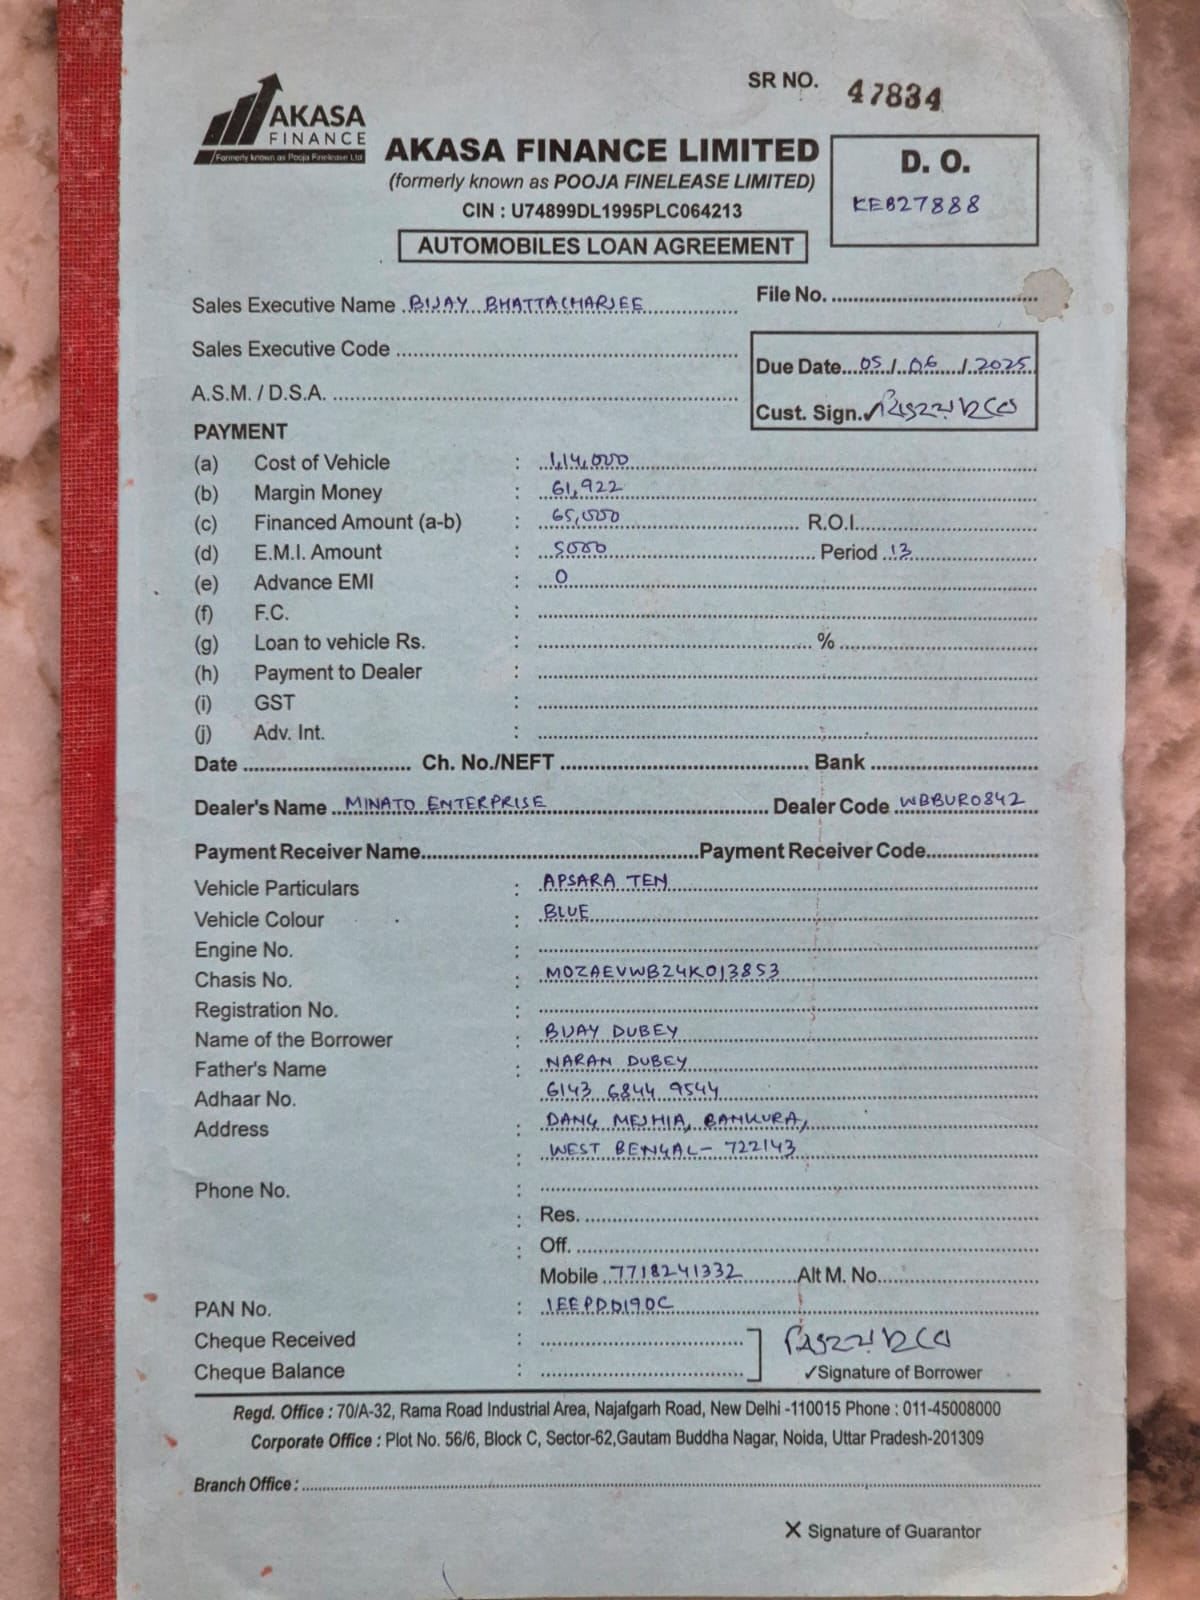 SR NO. 47834
AKASA
FINANCE
Formerly known as Pooja Finelease Ltd
AKASA FINANCE LIMITED
(formerly known as POOJA FINELEASE LIMITED)
CIN : U74899DL1995PLC064213
AUTOMOBILES LOAN AGREEMENT
D. O.
KEB27888
Sales Executive Name BIJAY BHATTACHARJEE
File No.
Sales Executive Code
Due Date 05/06/2025
A.S.M. / D.S.A.
Cust. Sign.✓
PAYMENT
(a) Cost of Vehicle : 1,14,000
(b) Margin Money : 61,922
(c) Financed Amount (a-b) : 65,000 R.O.I.
(d) E.M.I. Amount : 5000 Period 13
(e) Advance EMI : 0
(f) F.C. :
(g) Loan to vehicle Rs. : %
(h) Payment to Dealer :
(i) GST :
(j) Adv. Int. :
Date Ch. No./NEFT Bank
Dealer's Name MINATO ENTERPRISE Dealer Code WBBUR0842
Payment Receiver Name Payment Receiver Code
Vehicle Particulars : APSARA TEN
Vehicle Colour : BLUE
Engine No. :
Chasis No. : MOZAEVWB24K013853
Registration No. :
Name of the Borrower : BIJAY DUBEY
Father's Name : NARAN DUBEY
Adhaar No. 6143 6844 9544
Address : DANG MEJHIA, BANKURA,
: WEST BENGAL- 722143
Phone No. :
: Res.
: Off.
Mobile 7718241332 Alt M. No.
PAN No. : IEEPD0190C
Cheque Received :
Cheque Balance : ✓Signature of Borrower
Regd. Office : 70/A-32, Rama Road Industrial Area, Najafgarh Road, New Delhi -110015 Phone : 011-45008000
Corporate Office : Plot No. 56/6, Block C, Sector-62,Gautam Buddha Nagar, Noida, Uttar Pradesh-201309
Branch Office :
X Signature of Guarantor